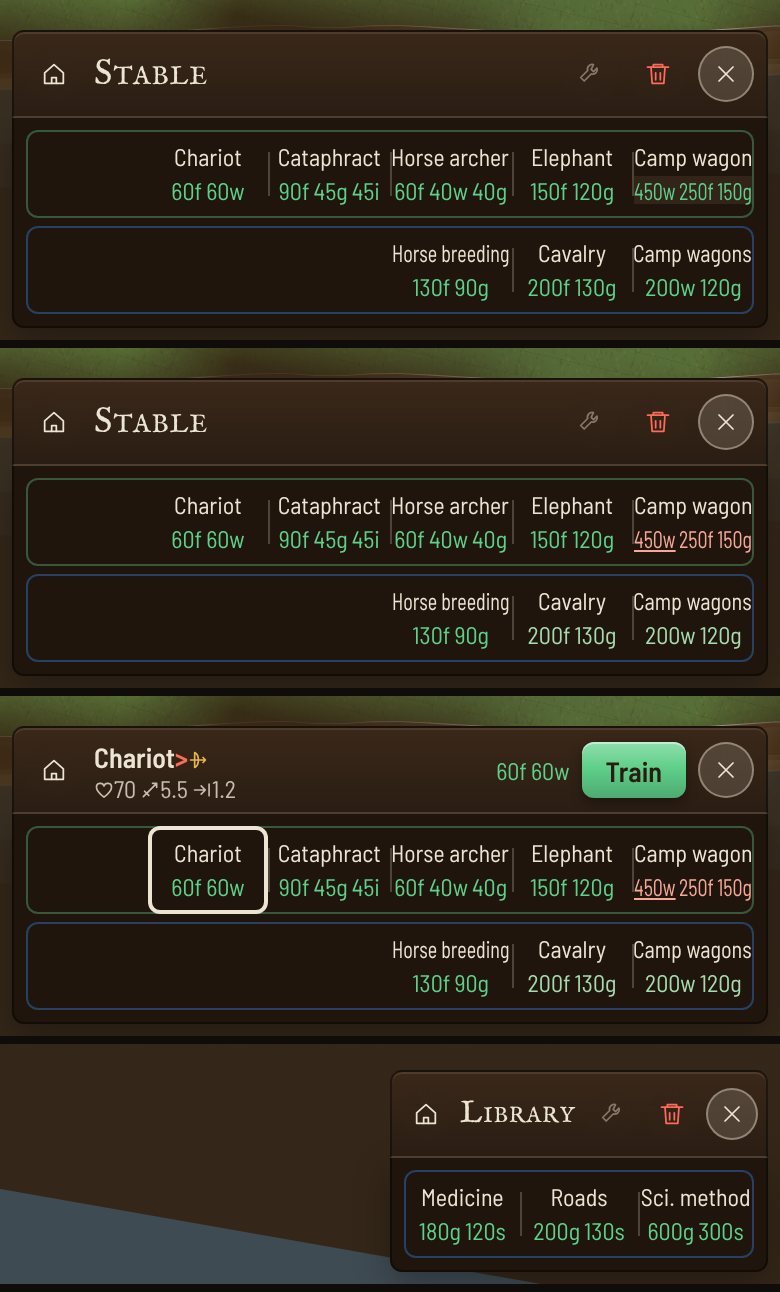 Stable
Chariot Cataphract Horse archer Elephant Camp wagon
60f 60w 90f 45g 45i 60f 40w 40g 150f 120g 450w 250f 150g
Horse breeding Cavalry Camp wagons
130f 90g 200f 130g 200w 120g
Stable
Chariot Cataphract Horse archer Elephant Camp wagon
60f 60w 90f 45g 45i 60f 40w 40g 150f 120g 450w 250f 150g
Horse breeding Cavalry Camp wagons
130f 90g 200f 130g 200w 120g
Chariot>
70 5.5 1.2
60f 60w Train
Chariot Cataphract Horse archer Elephant Camp wagon
60f 60w 90f 45g 45i 60f 40w 40g 150f 120g 450w 250f 150g
Horse breeding Cavalry Camp wagons
130f 90g 200f 130g 200w 120g
Library
Medicine Roads Sci. method
180g 120s 200g 130s 600g 300s